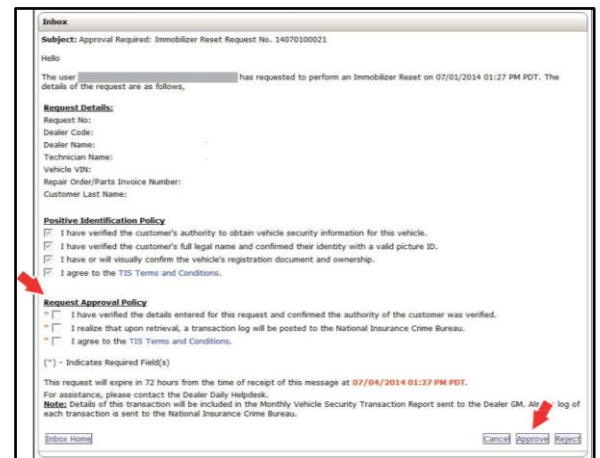 Inbox
Subject: Approval Required: Immobilizer Reset Request No. 14070100021
Hello
The user has requested to perform an Immobilizer Reset on 07/01/2014 01:27 PM PDT. The
details of the request are as follows,
Request Details:
Request No:
Dealer Code:
Dealer Name:
Technician Name:
Vehicle VIN:
Repair Order/Parts Invoice Number:
Customer Last Name:
Positive Identification Policy
I have verified the customer's authority to obtain vehicle security information for this vehicle.
I have verified the customer's full legal name and confirmed their identity with a valid picture ID.
I have or will visually confirm the vehicle's registration document and ownership.
I agree to the TIS Terms and Conditions.
Request Approval Policy
* I have verified the details entered for this request and confirmed the authority of the customer was verified.
* I realize that upon retrieval, a transaction log will be posted to the National Insurance Crime Bureau.
* I agree to the TIS Terms and Conditions.
(*) - Indicates Required Field(s)
This request will expire in 72 hours from the time of receipt of this message at 07/04/2014 01:27 PM PDT.
For assistance, please contact the Dealer Daily Helpdesk.
Note: Details of this transaction will be included in the Monthly Vehicle Security Transaction Report sent to the Dealer GM. log of
each transaction is sent to the National Insurance Crime Bureau.
Inbox Home Cancel Approve Reject